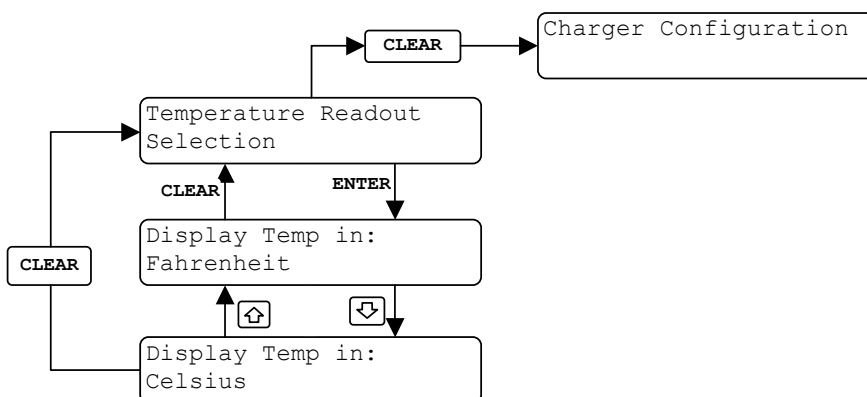 CLEAR
Charger Configuration
Temperature Readout
Selection
CLEAR
ENTER
Display Temp in:
Fahrenheit
CLEAR
Display Temp in:
Celsius